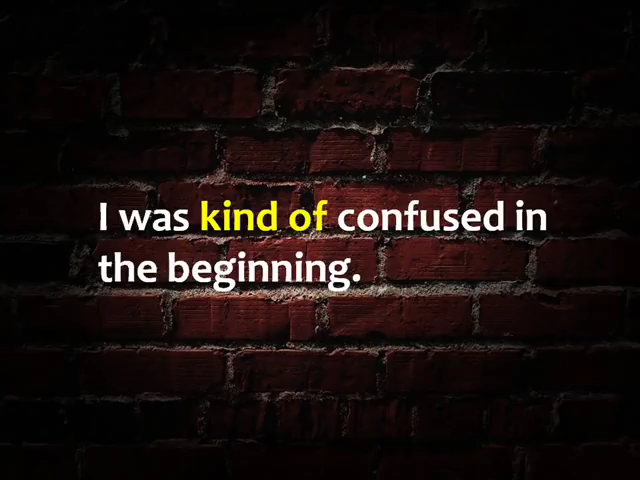 I was kind of confused in
the beginning.